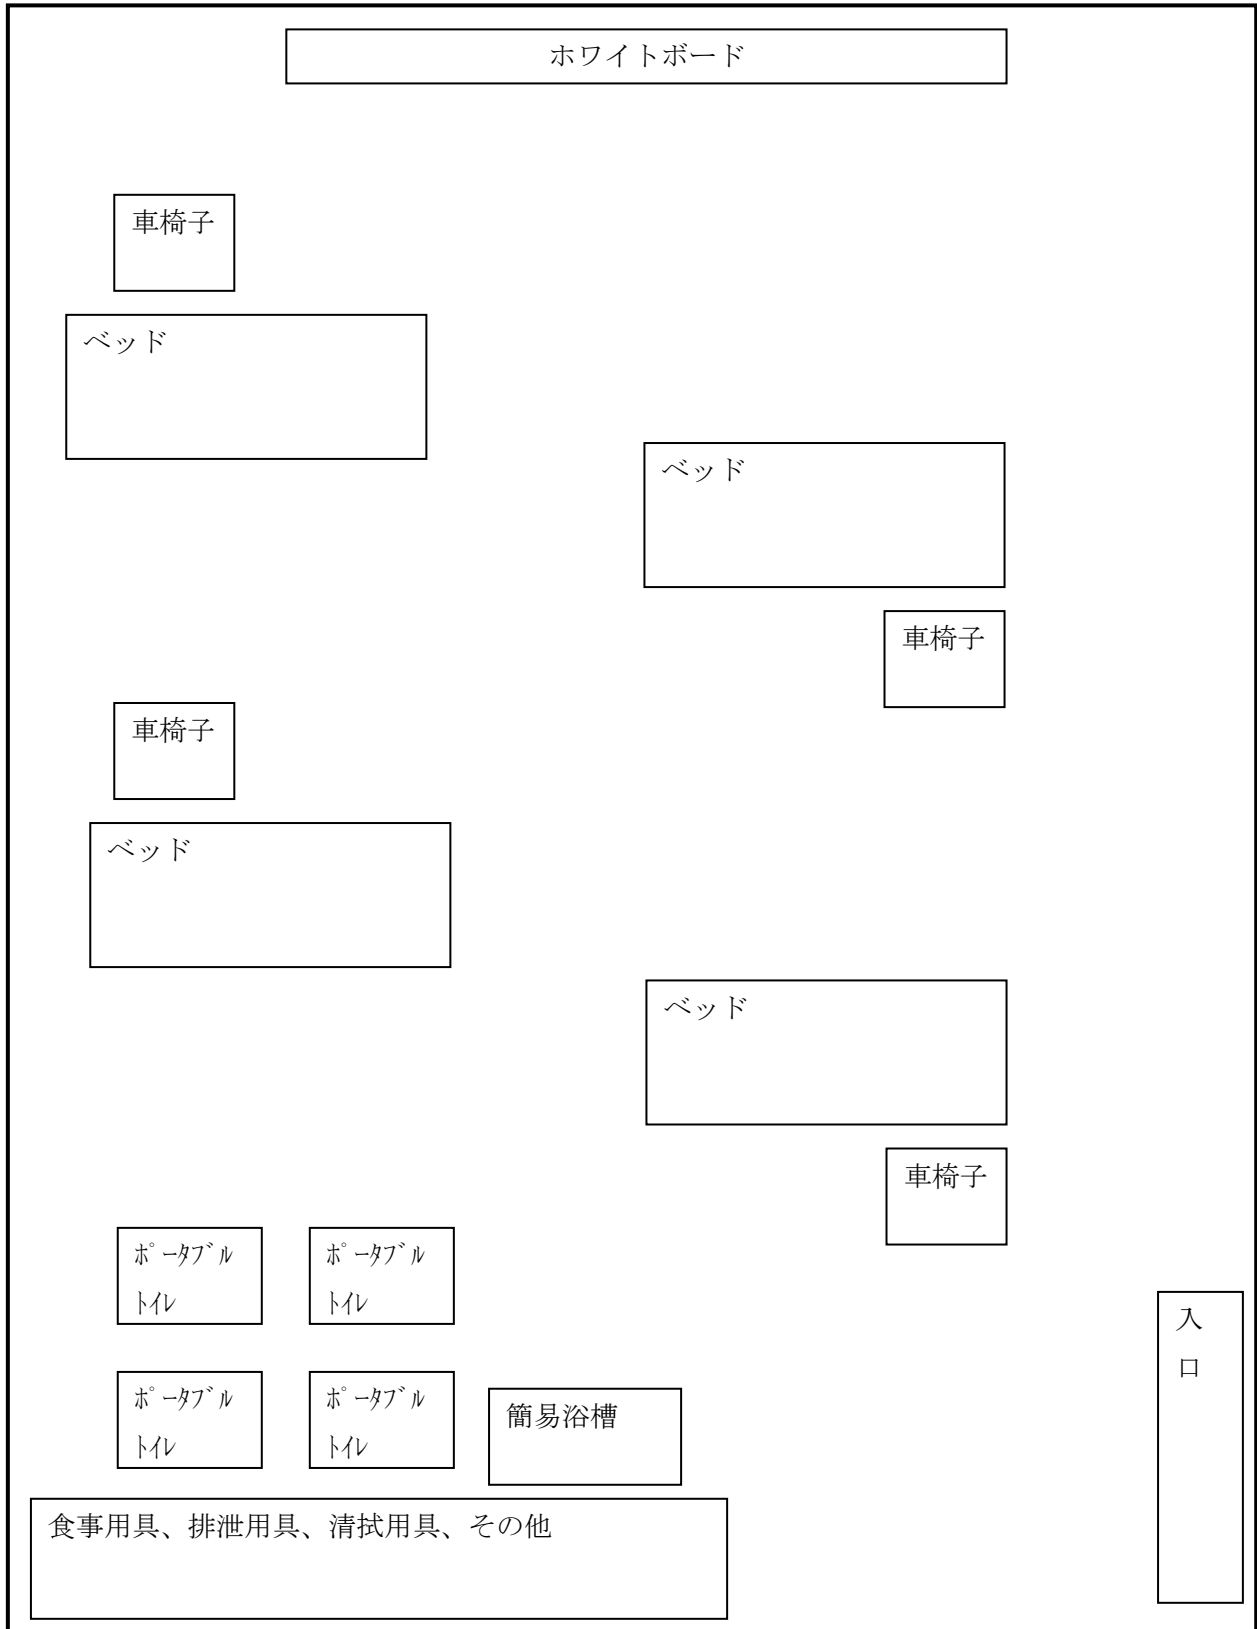 ホワイトボード
車椅子
ベッド
ベッド
車椅子
車椅子
ベッド
ベッド
車椅子
ﾎﾟｰﾀﾌﾞﾙ
ﾄｲﾚ
ﾎﾟｰﾀﾌﾞﾙ
ﾄｲﾚ
入
口
ﾎﾟｰﾀﾌﾞﾙ
ﾄｲﾚ
ﾎﾟｰﾀﾌﾞﾙ
ﾄｲﾚ
簡易浴槽
食事用具、排泄用具、清拭用具、その他